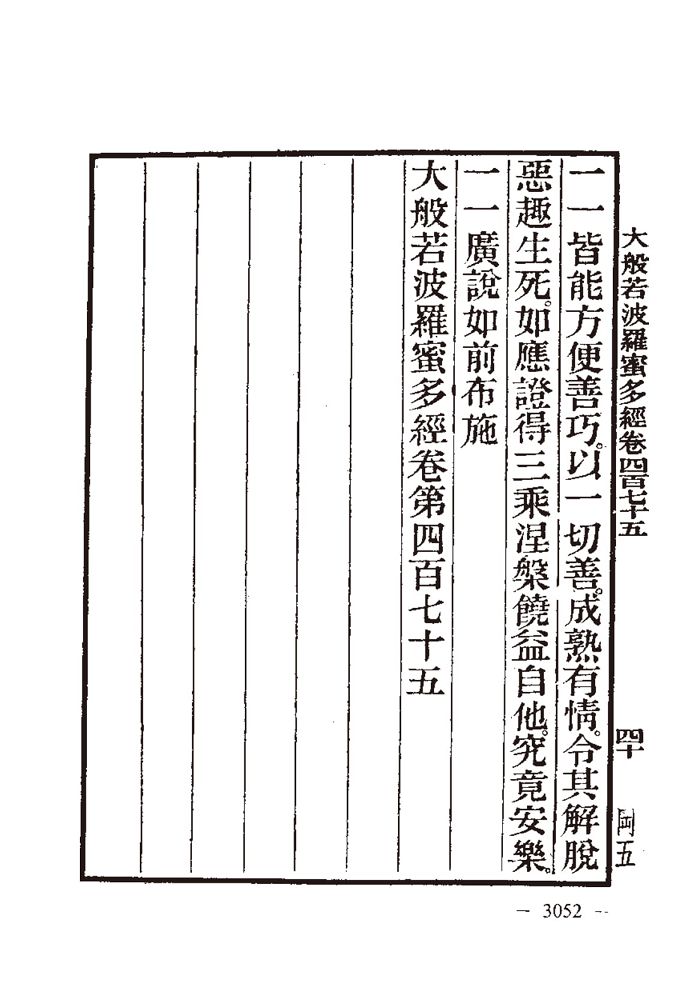 大般若波羅蜜多經卷四百七十五 四十 岡五
一一皆能方便善巧。以一切善。成熟有情。令其解脫
惡趣生死。如應證得三乘涅槃饒益自他。究竟安樂。
一一廣說如前布施
大般若波羅蜜多經卷第四百七十五
— 3052 —